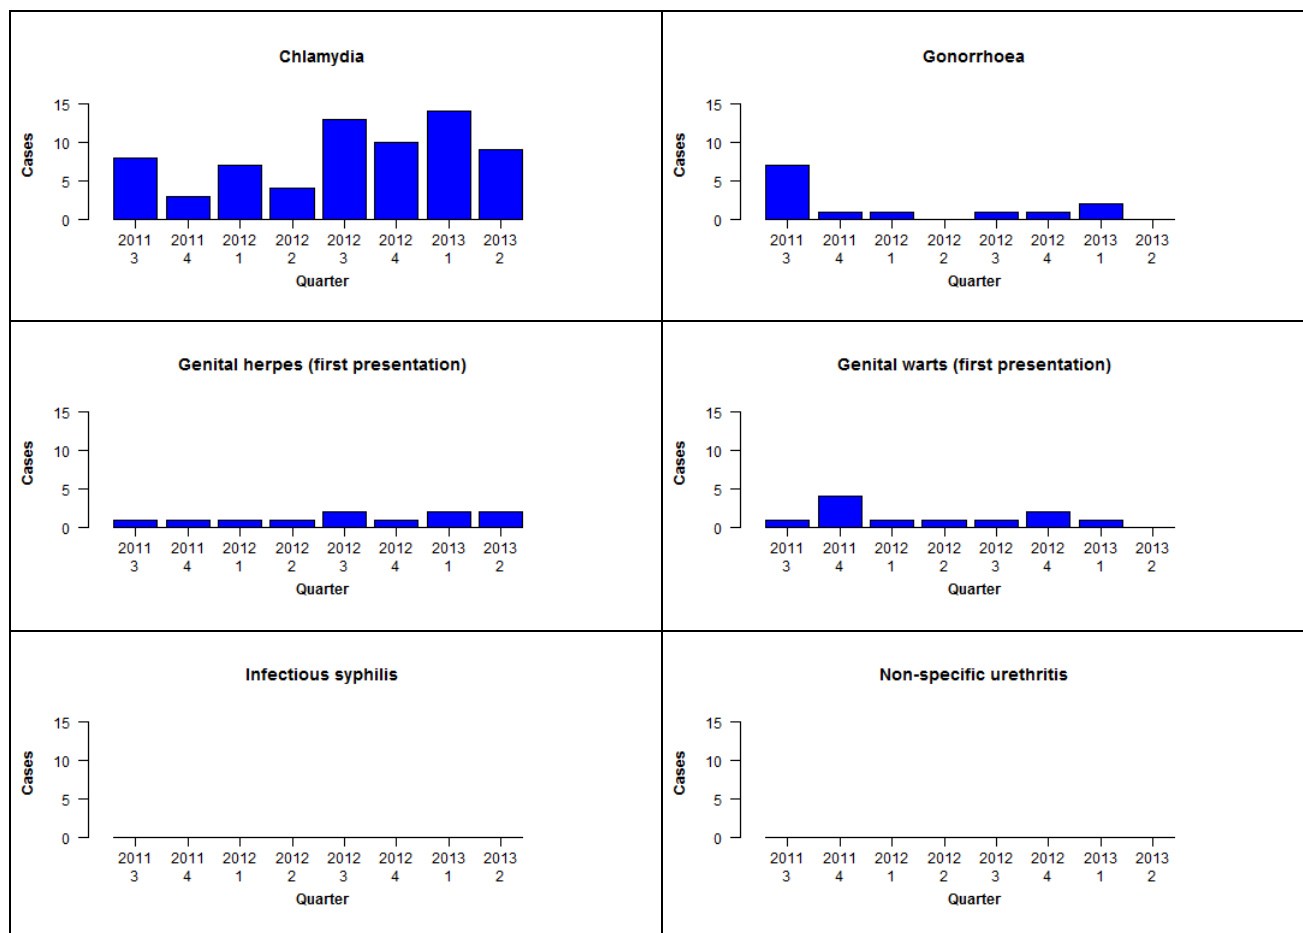 Chlamydia
Cases
15
10
5
0
2011 2011 2012 2012 2012 2012 2013 2013
3 4 1 2 3 4 1 2
Quarter
Gonorrhoea
Cases
15
10
5
0
2011 2011 2012 2012 2012 2012 2013 2013
3 4 1 2 3 4 1 2
Quarter
Genital herpes (first presentation)
Cases
15
10
5
0
2011 2011 2012 2012 2012 2012 2013 2013
3 4 1 2 3 4 1 2
Quarter
Genital warts (first presentation)
Cases
15
10
5
0
2011 2011 2012 2012 2012 2012 2013 2013
3 4 1 2 3 4 1 2
Quarter
Infectious syphilis
Cases
15
10
5
0
2011 2011 2012 2012 2012 2012 2013 2013
3 4 1 2 3 4 1 2
Quarter
Non-specific urethritis
Cases
15
10
5
0
2011 2011 2012 2012 2012 2012 2013 2013
3 4 1 2 3 4 1 2
Quarter